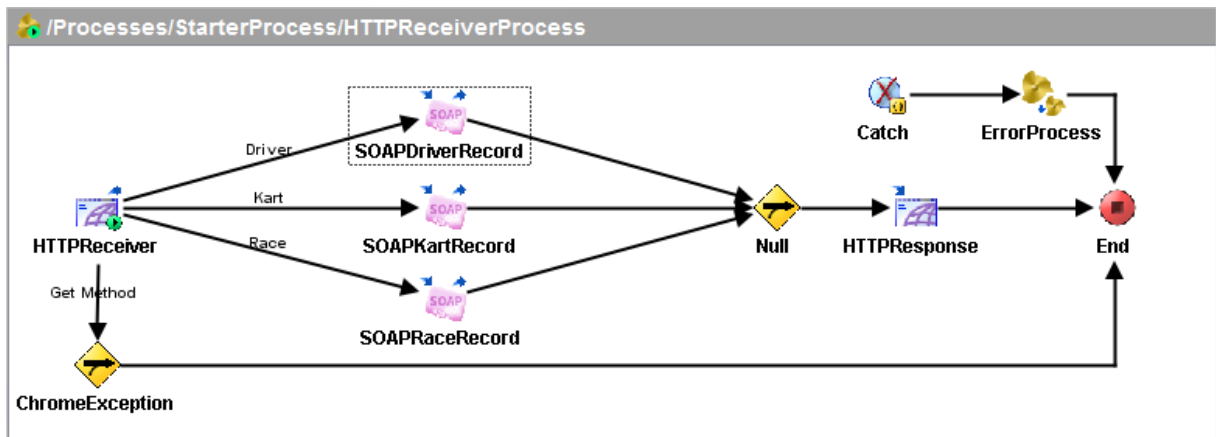 /Processes/StarterProcess/HTTPReceiverProcess
Catch
ErrorProcess
Driver
SOAP
SOAPDriverRecord
Kart
SOAP
HTTPReceiver
SOAPKartRecord
Null
HTTPResponse
End
Race
Get Method
SOAP
SOAPRaceRecord
ChromeException